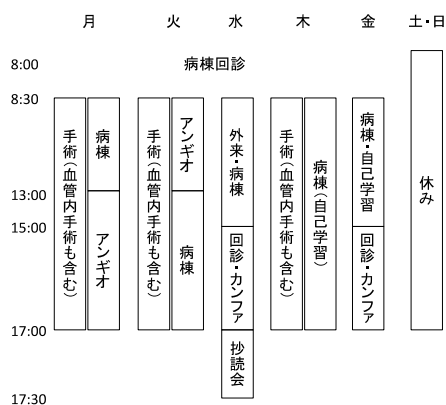 月 火 水 木 金 土・日
8:00 病棟回診
8:30
手術(血管内手術も含む)
病棟
アンギオ
手術(血管内手術も含む)
アンギオ
病棟
外来・病棟
回診・カンファ
抄読会
手術(血管内手術も含む)
病棟(自己学習)
病棟・自己学習
回診・カンファ
休み
13:00
15:00
17:00
17:30